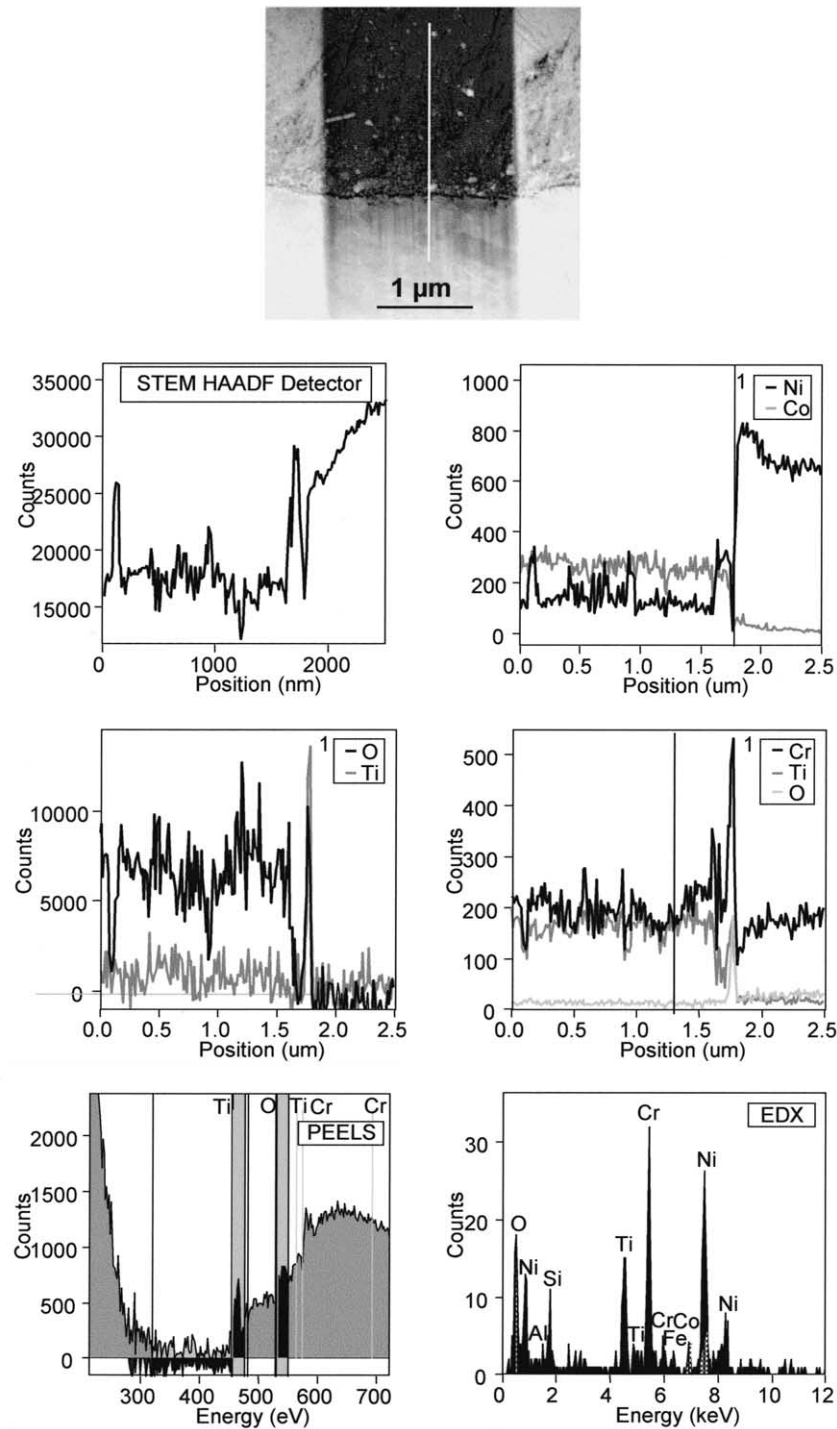 1 µm
STEM HAADF Detector
35000
30000
25000
20000
15000
Counts
0 1000 2000
Position (nm)
1
Ni
Co
1000
800
600
400
200
0
Counts
0.0 0.5 1.0 1.5 2.0 2.5
Position (um)
1
O
Ti
10000
5000
0
Counts
0.0 0.5 1.0 1.5 2.0 2.5
Position (um)
1
Cr
Ti
O
500
400
300
200
100
0
Counts
0.0 0.5 1.0 1.5 2.0 2.5
Position (um)
Ti O Ti Cr Cr
PEELS
2000
1500
1000
500
0
Counts
300 400 500 600 700
Energy (eV)
EDX
30
20
10
0
Counts
O Ni Al Si Ti Ti Cr Cr Fe Co Ni Ni
0 2 4 6 8 10 12
Energy (keV)